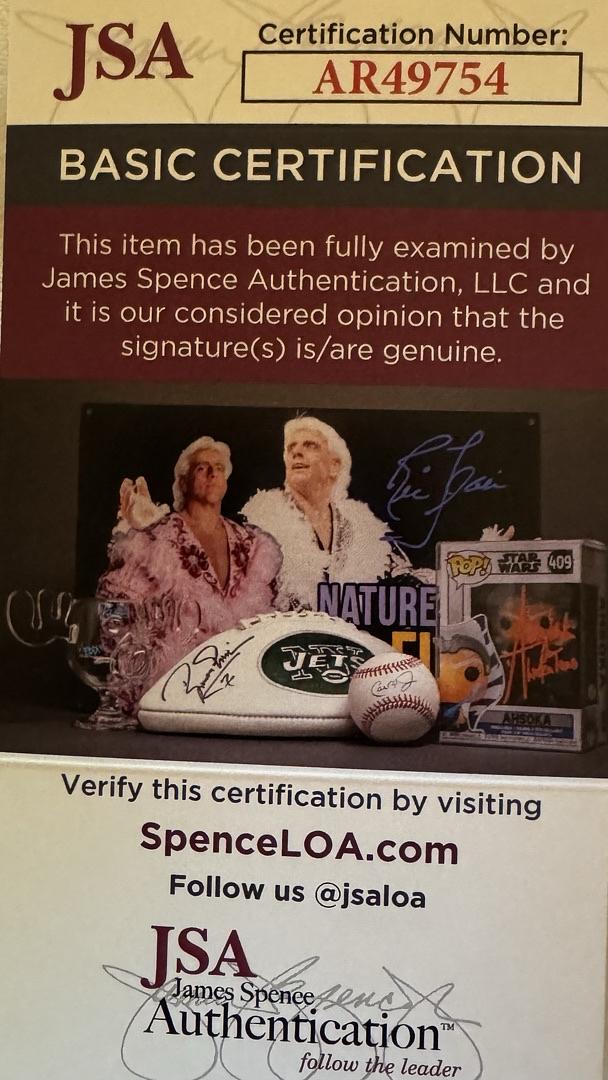 JSA
Certification Number:
AR49754
BASIC CERTIFICATION
This item has been fully examined by
James Spence Authentication, LLC and
it is our considered opinion that the
signature(s) is/are genuine.
Ric Flair
NATURE
JETS
POP!
STAR
WARS
409
AHSOKA
Verify this certification by visiting
SpenceLOA.com
Follow us @jsaloa
JSA
James Spence
Authentication™
follow the leader